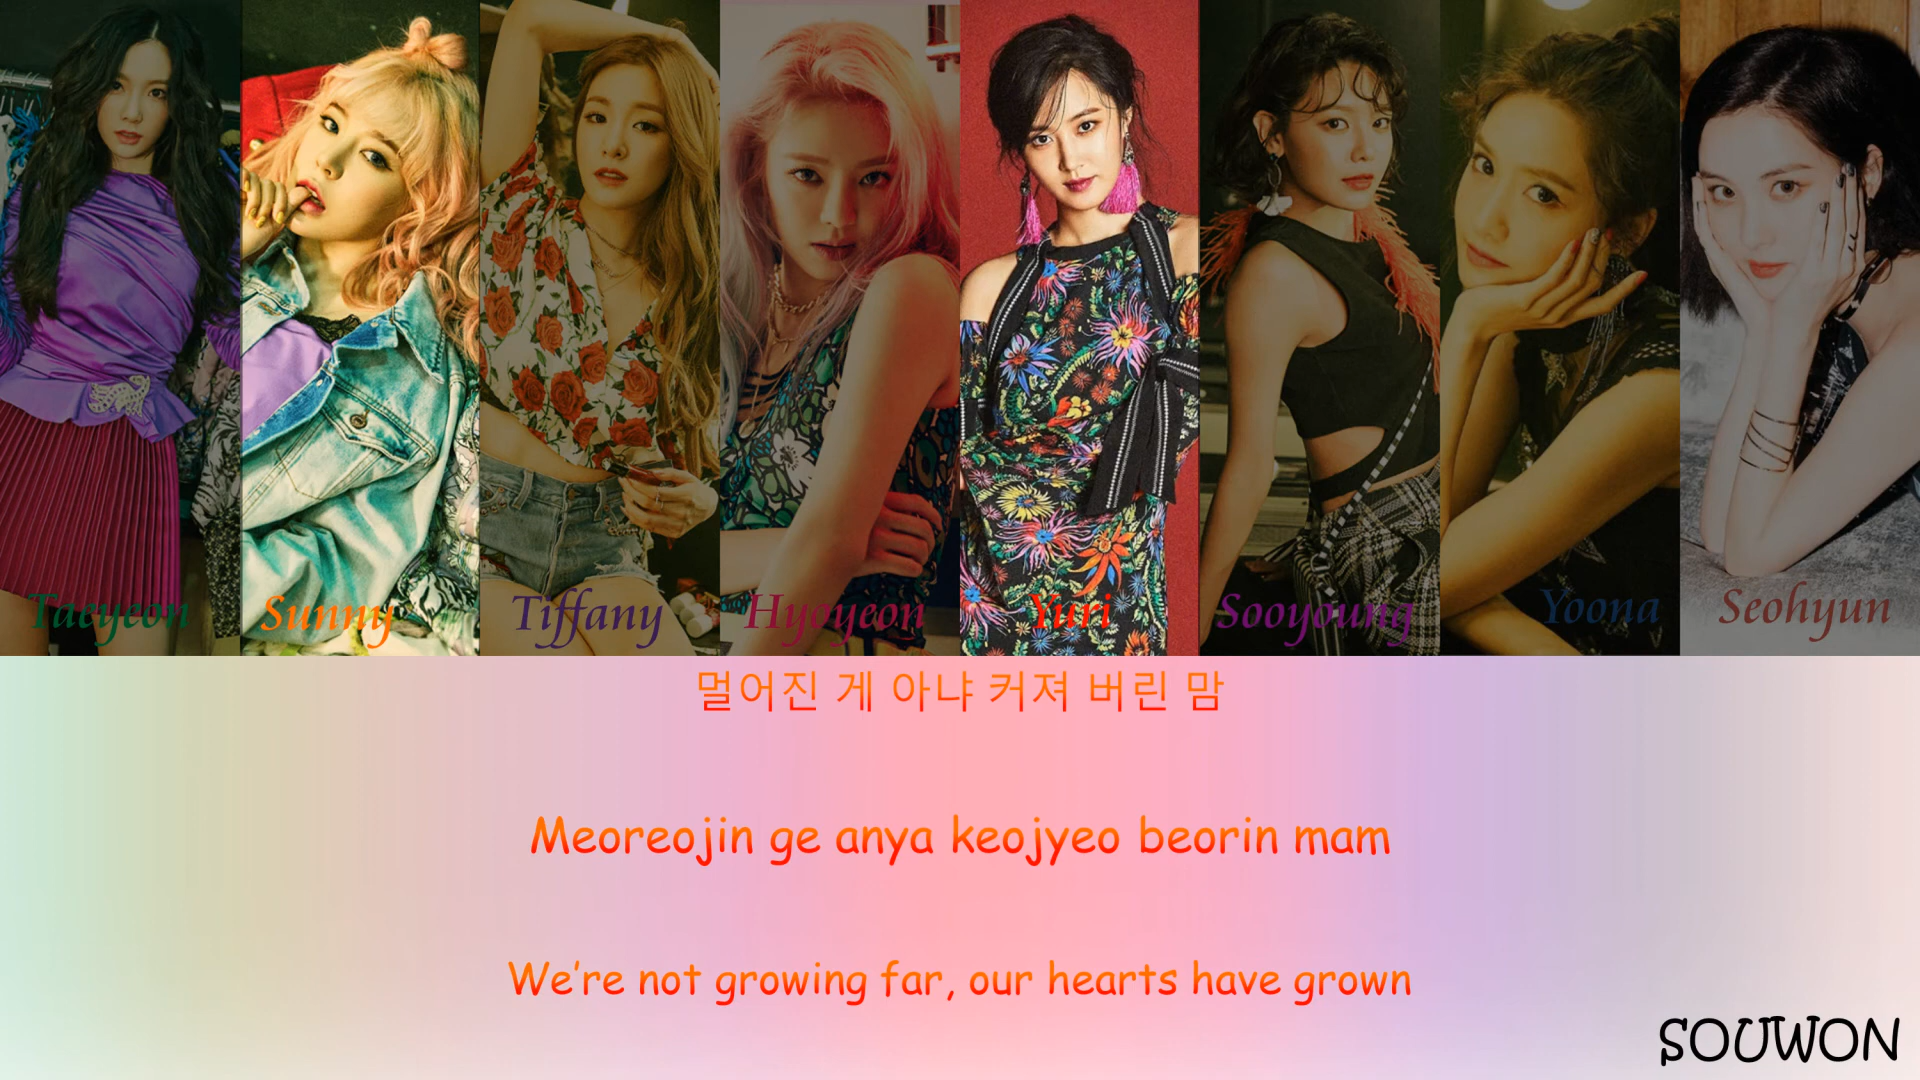 Taeyeon Sunny Tiffany Hyoyeon Yuri Sooyoung Yoona Seohyun
멀어진 게 아냐 커져 버린 맘
Meoreojin ge anya keojyeo beorin mam
We're not growing far, our hearts have grown
SOUWON